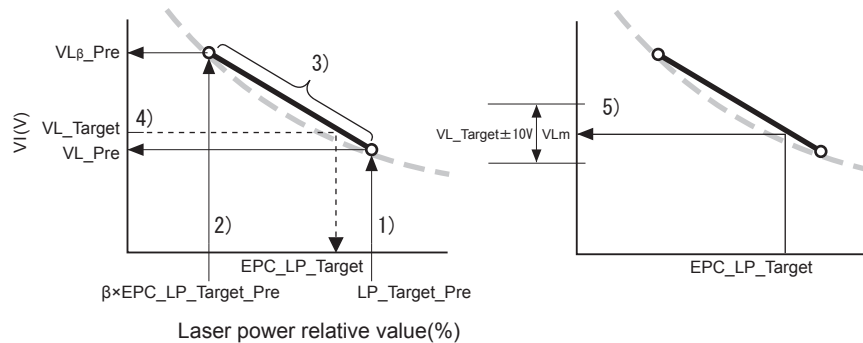 VLβ_Pre
3)
4)
VL_Target
VL_Pre
VI(V)
2)
1)
EPC_LP_Target
β×EPC_LP_Target_Pre
LP_Target_Pre
Laser power relative value(%)
5)
VL_Target±10V
VLm
EPC_LP_Target